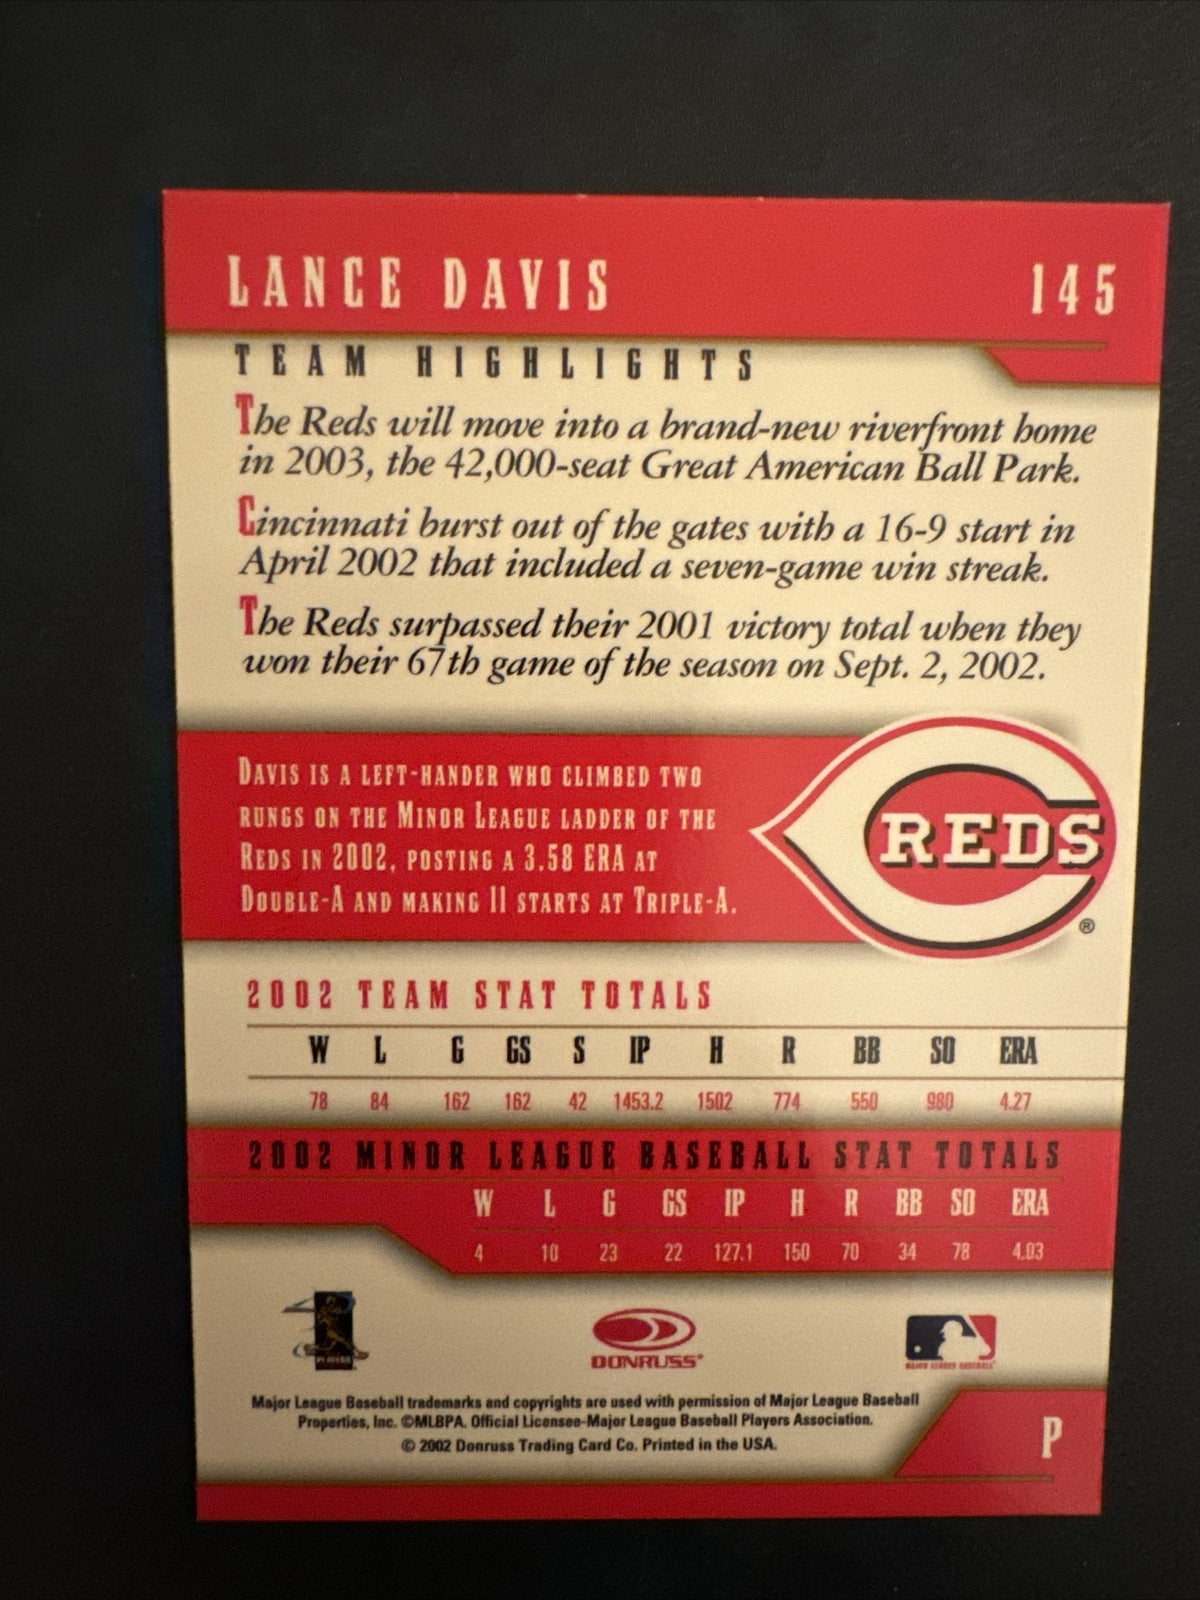 LANCE DAVIS 145
TEAM HIGHLIGHTS
The Reds will move into a brand-new riverfront home
in 2003, the 42,000-seat Great American Ball Park.
Cincinnati burst out of the gates with a 16-9 start in
April 2002 that included a seven-game win streak.
The Reds surpassed their 2001 victory total when they
won their 67th game of the season on Sept. 2, 2002.
DAVIS IS A LEFT-HANDER WHO CLIMBED TWO
RUNGS ON THE MINOR LEAGUE LADDER OF THE
REDS IN 2002, POSTING A 3.58 ERA AT
DOUBLE-A AND MAKING 11 STARTS AT TRIPLE-A.
REDS
®
2002 TEAM STAT TOTALS
W L G GS S IP H R BB SO ERA
78 84 162 162 42 1453.2 1502 774 550 980 4.27
2002 MINOR LEAGUE BASEBALL STAT TOTALS
W L G GS IP H R BB SO ERA
4 10 23 22 127.1 150 70 34 78 4.03
PLAYERS
DONRUSS®
MAJOR LEAGUE BASEBALL
Major League Baseball trademarks and copyrights are used with permission of Major League Baseball
Properties, Inc. ©MLBPA. Official Licensee-Major League Baseball Players Association.
© 2002 Donruss Trading Card Co. Printed in the USA.
P